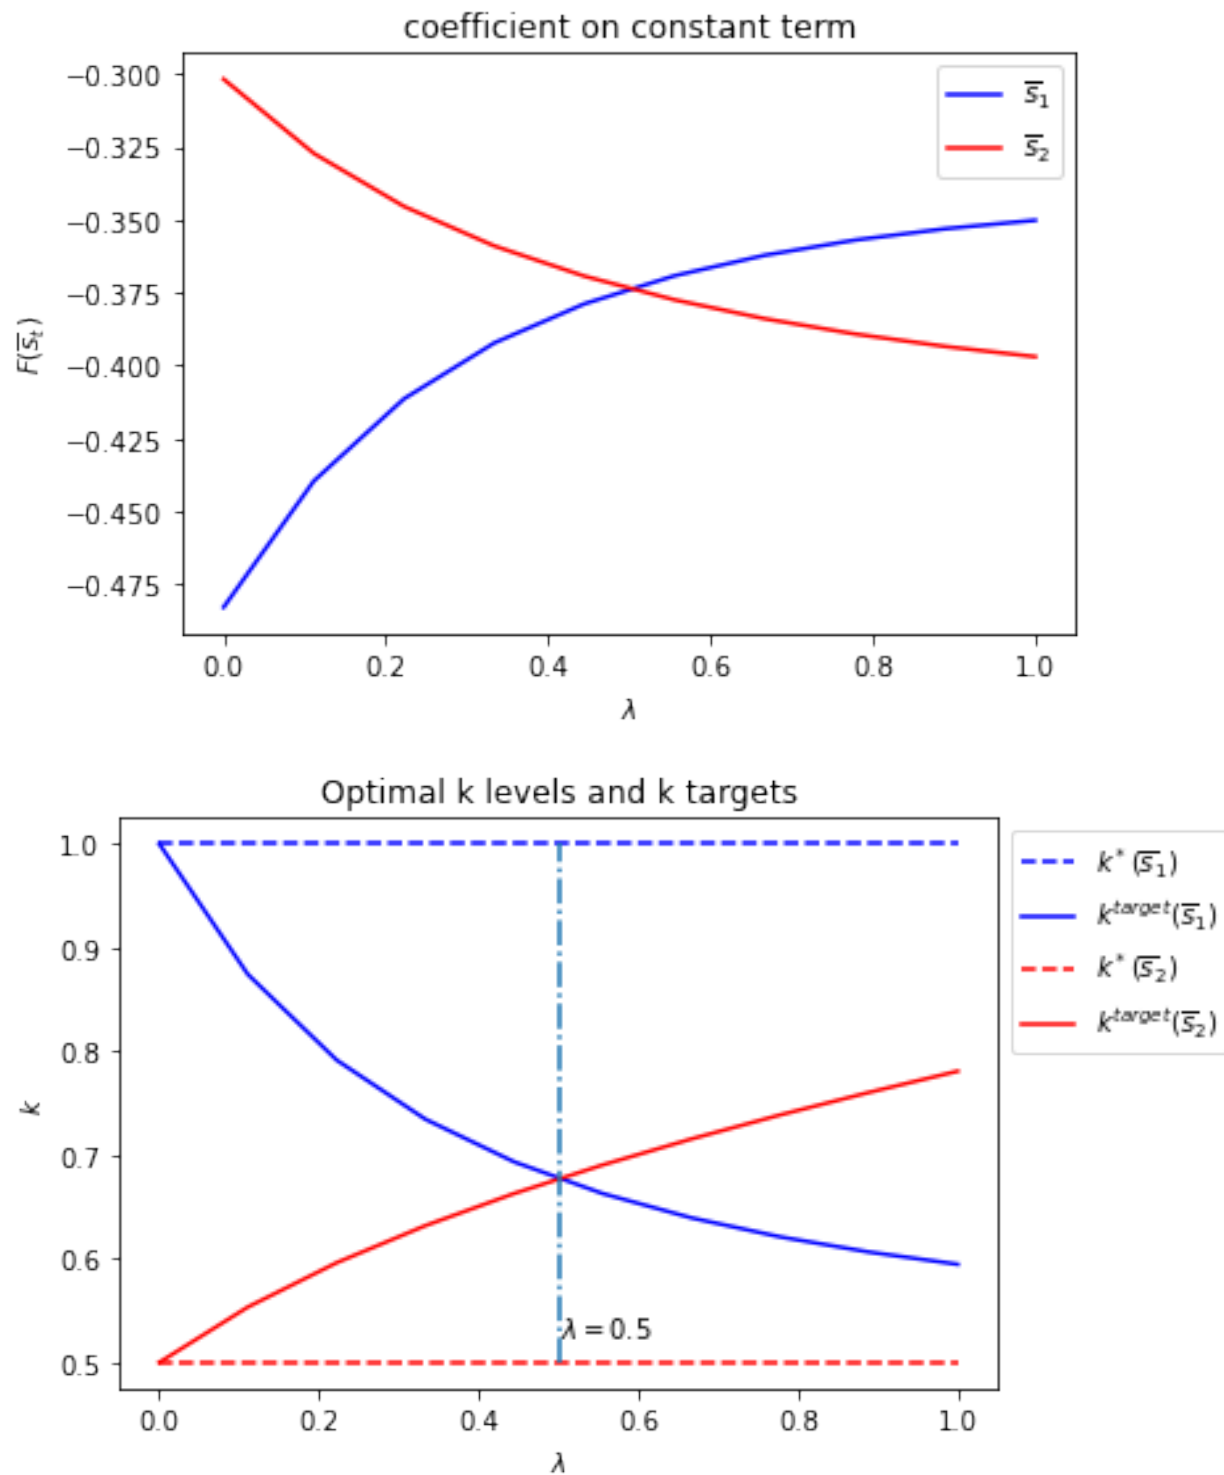 coefficient on constant term
−0.300
−0.325
−0.350
−0.375
−0.400
−0.425
−0.450
−0.475
F(s̅ₜ)
s̅₁
s̅₂
0.0 0.2 0.4 0.6 0.8 1.0
λ
Optimal k levels and k targets
1.0
0.9
0.8
0.7
0.6
0.5
k
λ = 0.5
k*(s̅₁)
k^target(s̅₁)
k*(s̅₂)
k^target(s̅₂)
0.0 0.2 0.4 0.6 0.8 1.0
λ